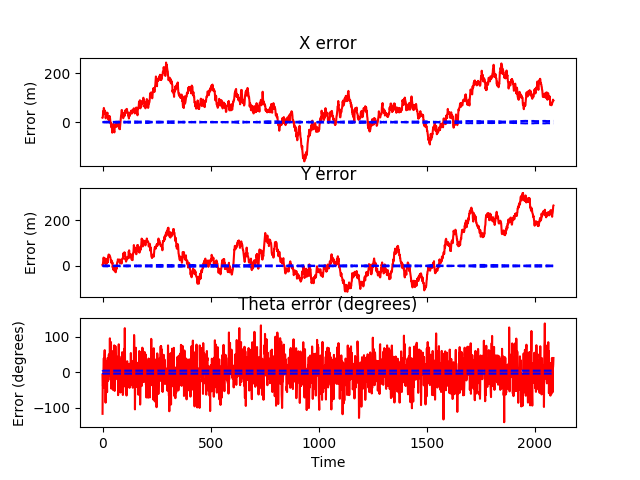 X error
Error (m)
200
0
Y error
Error (m)
200
0
Theta error (degrees)
Error (degrees)
100
0
−100
0
500
1000
1500
2000
Time